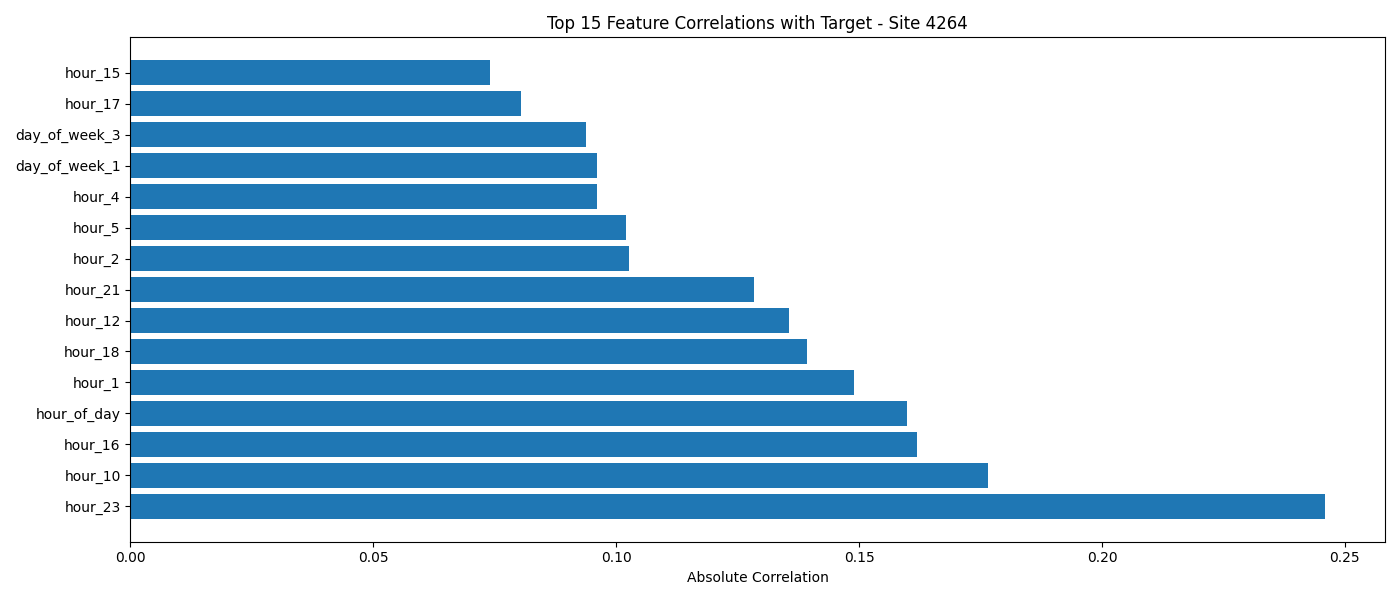 Top 15 Feature Correlations with Target - Site 4264
hour_15
hour_17
day_of_week_3
day_of_week_1
hour_4
hour_5
hour_2
hour_21
hour_12
hour_18
hour_1
hour_of_day
hour_16
hour_10
hour_23
0.00 0.05 0.10 0.15 0.20 0.25
Absolute Correlation